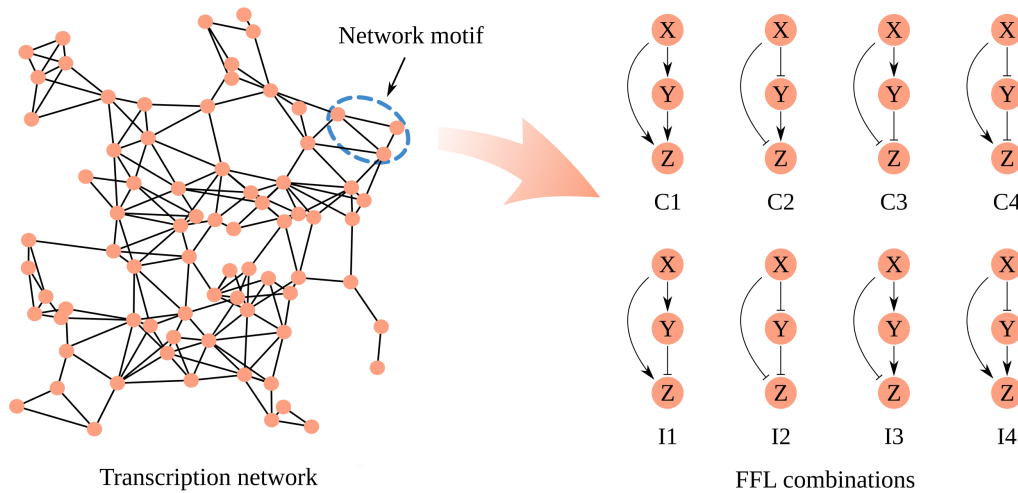 Network motif
X X X X
Y Y Y Y
Z Z Z Z
C1 C2 C3 C4
X X X X
Y Y Y Y
Z Z Z Z
I1 I2 I3 I4
Transcription network
FFL combinations